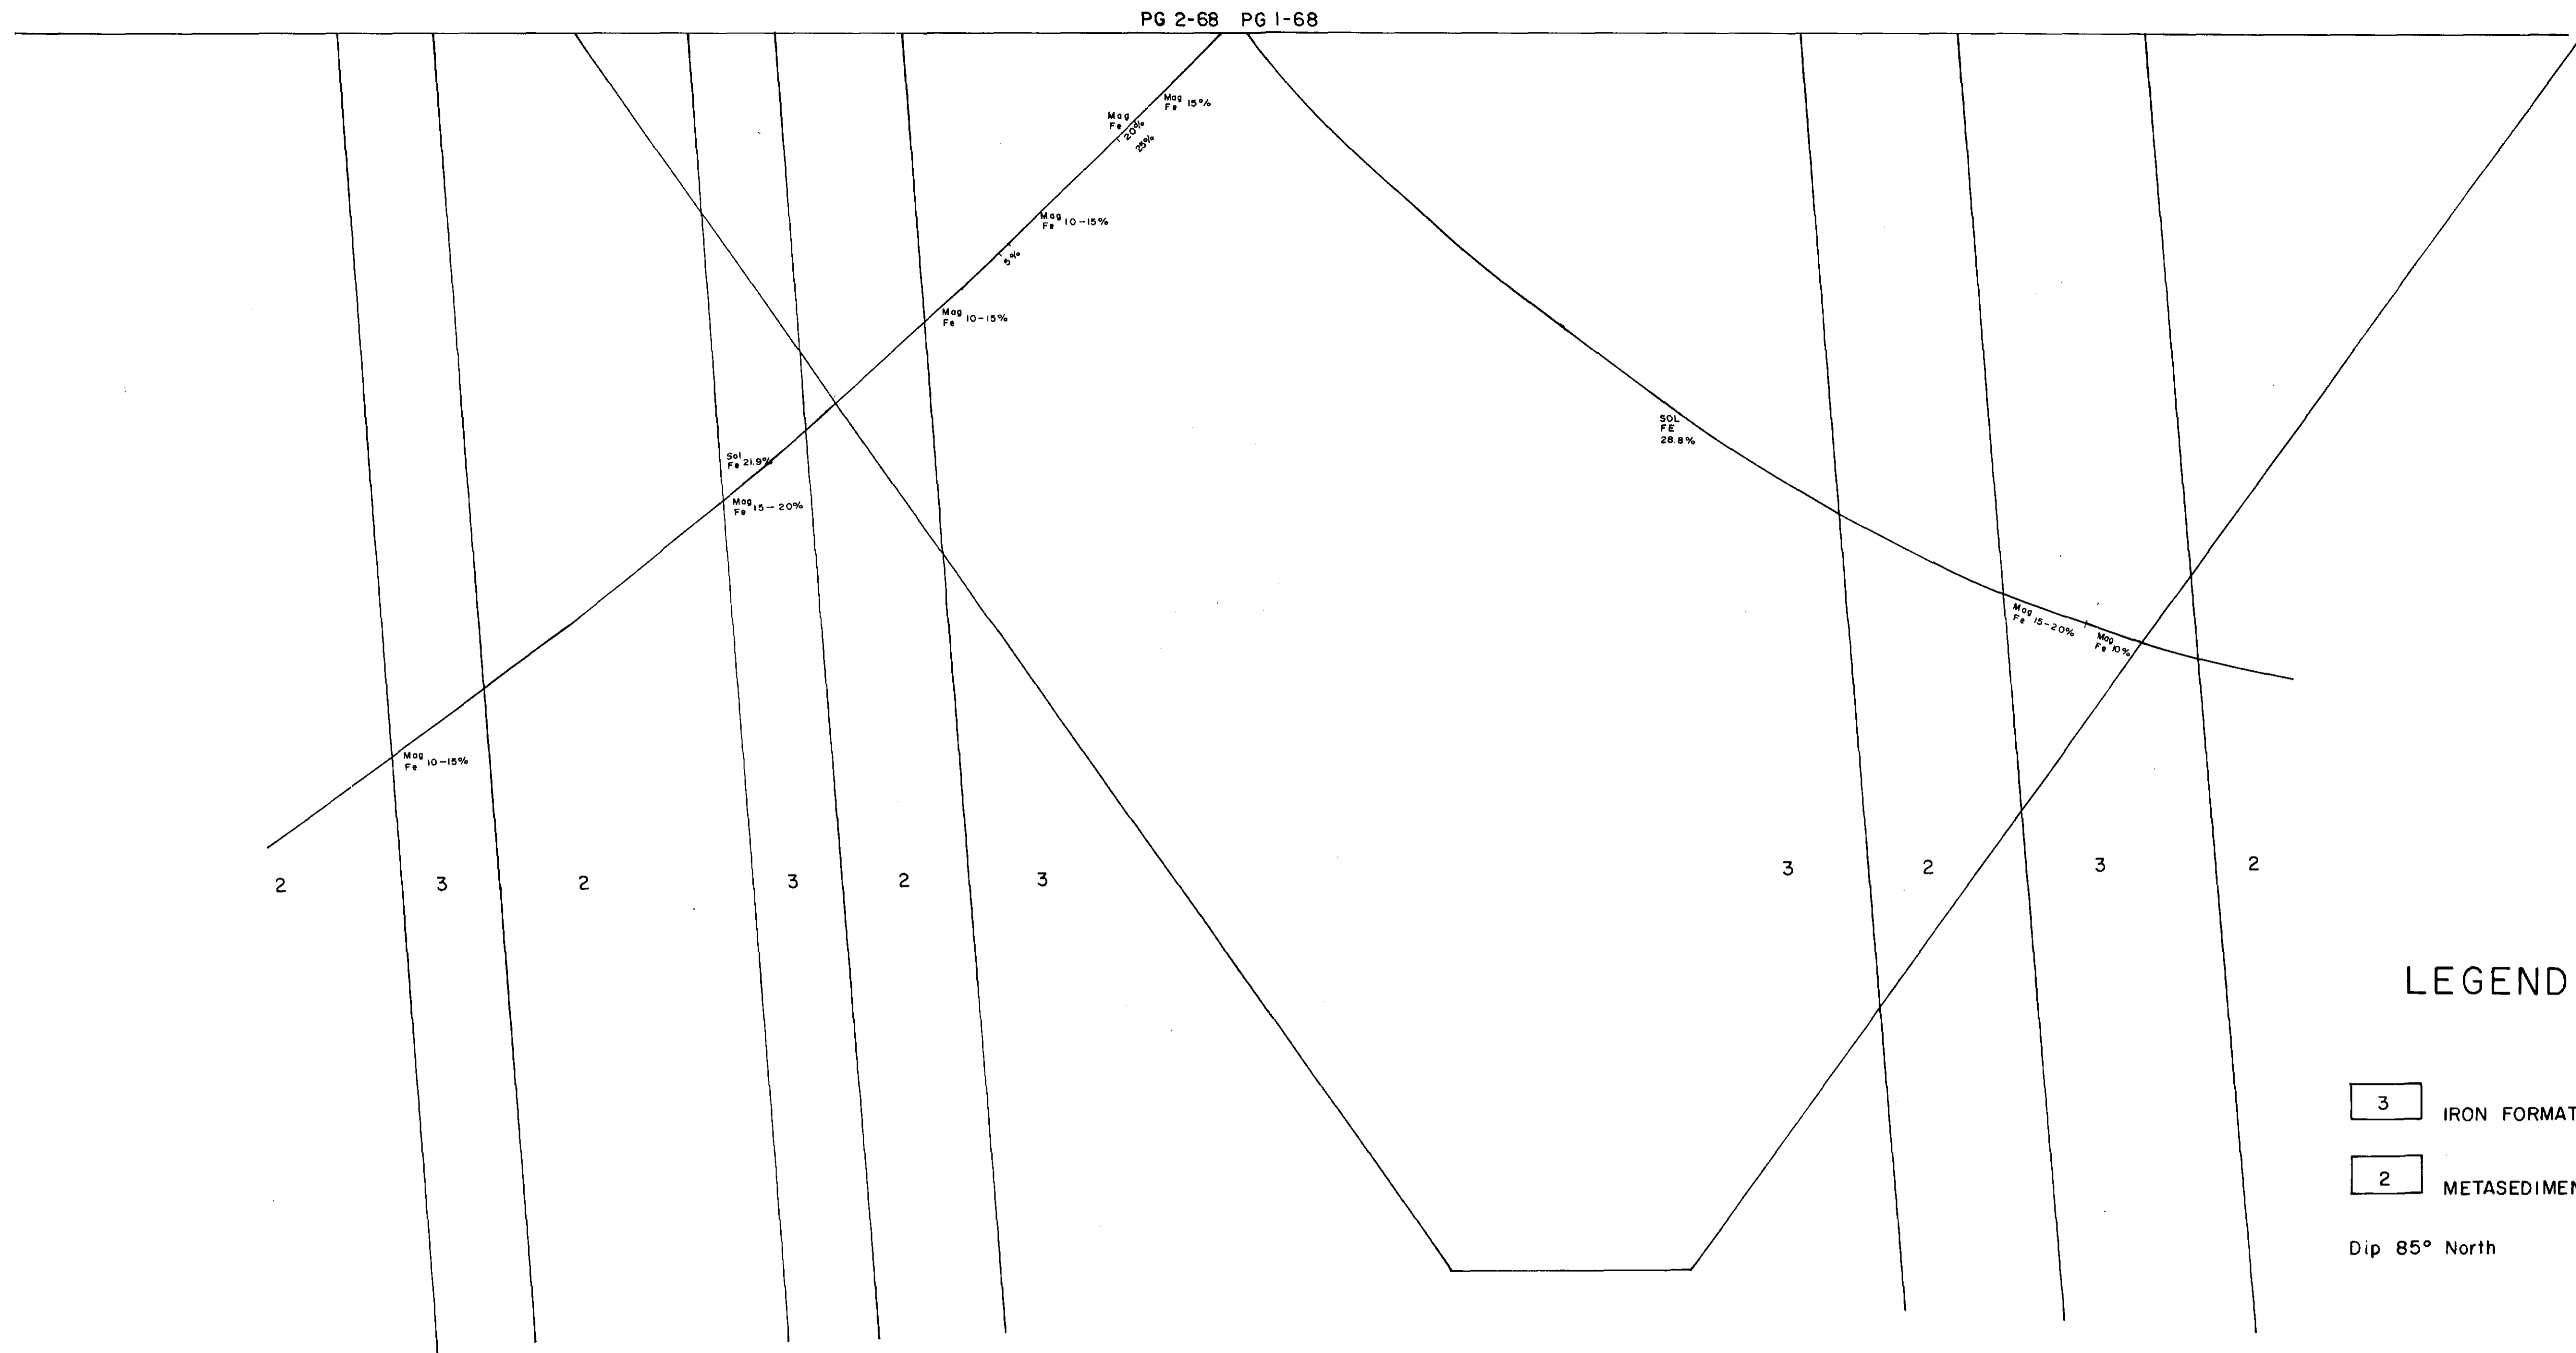 PG 2-68 PG 1-68
Mag
Fe 15%
Mag
Fe 20%
25%
Mag
Fe 10-15%
5%
Mag
Fe 10-15%
Sol
Fe 21.9%
Mag
Fe 15-20%
Mag
Fe 10-15%
SOL
FE
28.8%
Mag
Fe 15-20%
Mag
Fe 10%
2 3 2 3 2 3 3 2 3 2
LEGEND
3 IRON FORMAT
2 METASEDIMEN
Dip 85° North